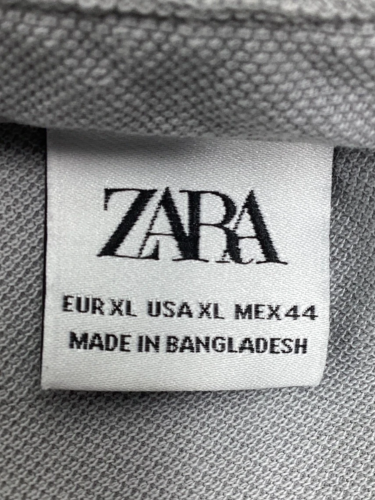 ZARA
EUR XL USA XL MEX 44
MADE IN BANGLADESH